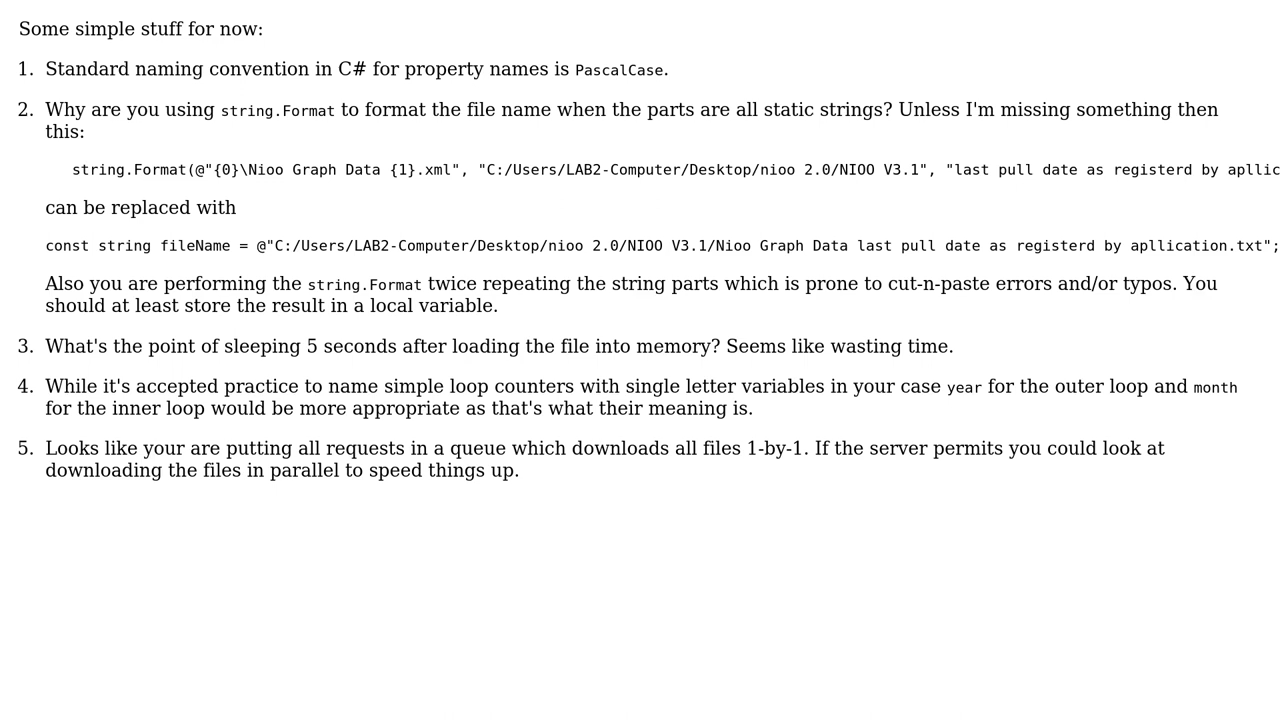 Some simple stuff for now:
1. Standard naming convention in C# for property names is PascalCase.
2. Why are you using string.Format to format the file name when the parts are all static strings? Unless I'm missing something then
this:
string.Format(@"{0}\Nioo Graph Data {1}.xml", "C:/Users/LAB2-Computer/Desktop/nioo 2.0/NIOO V3.1", "last pull date as registerd by apllic
can be replaced with
const string fileName = @"C:/Users/LAB2-Computer/Desktop/nioo 2.0/NIOO V3.1/Nioo Graph Data last pull date as registerd by apllication.txt";
Also you are performing the string.Format twice repeating the string parts which is prone to cut-n-paste errors and/or typos. You
should at least store the result in a local variable.
3. What's the point of sleeping 5 seconds after loading the file into memory? Seems like wasting time.
4. While it's accepted practice to name simple loop counters with single letter variables in your case year for the outer loop and month
for the inner loop would be more appropriate as that's what their meaning is.
5. Looks like your are putting all requests in a queue which downloads all files 1-by-1. If the server permits you could look at
downloading the files in parallel to speed things up.